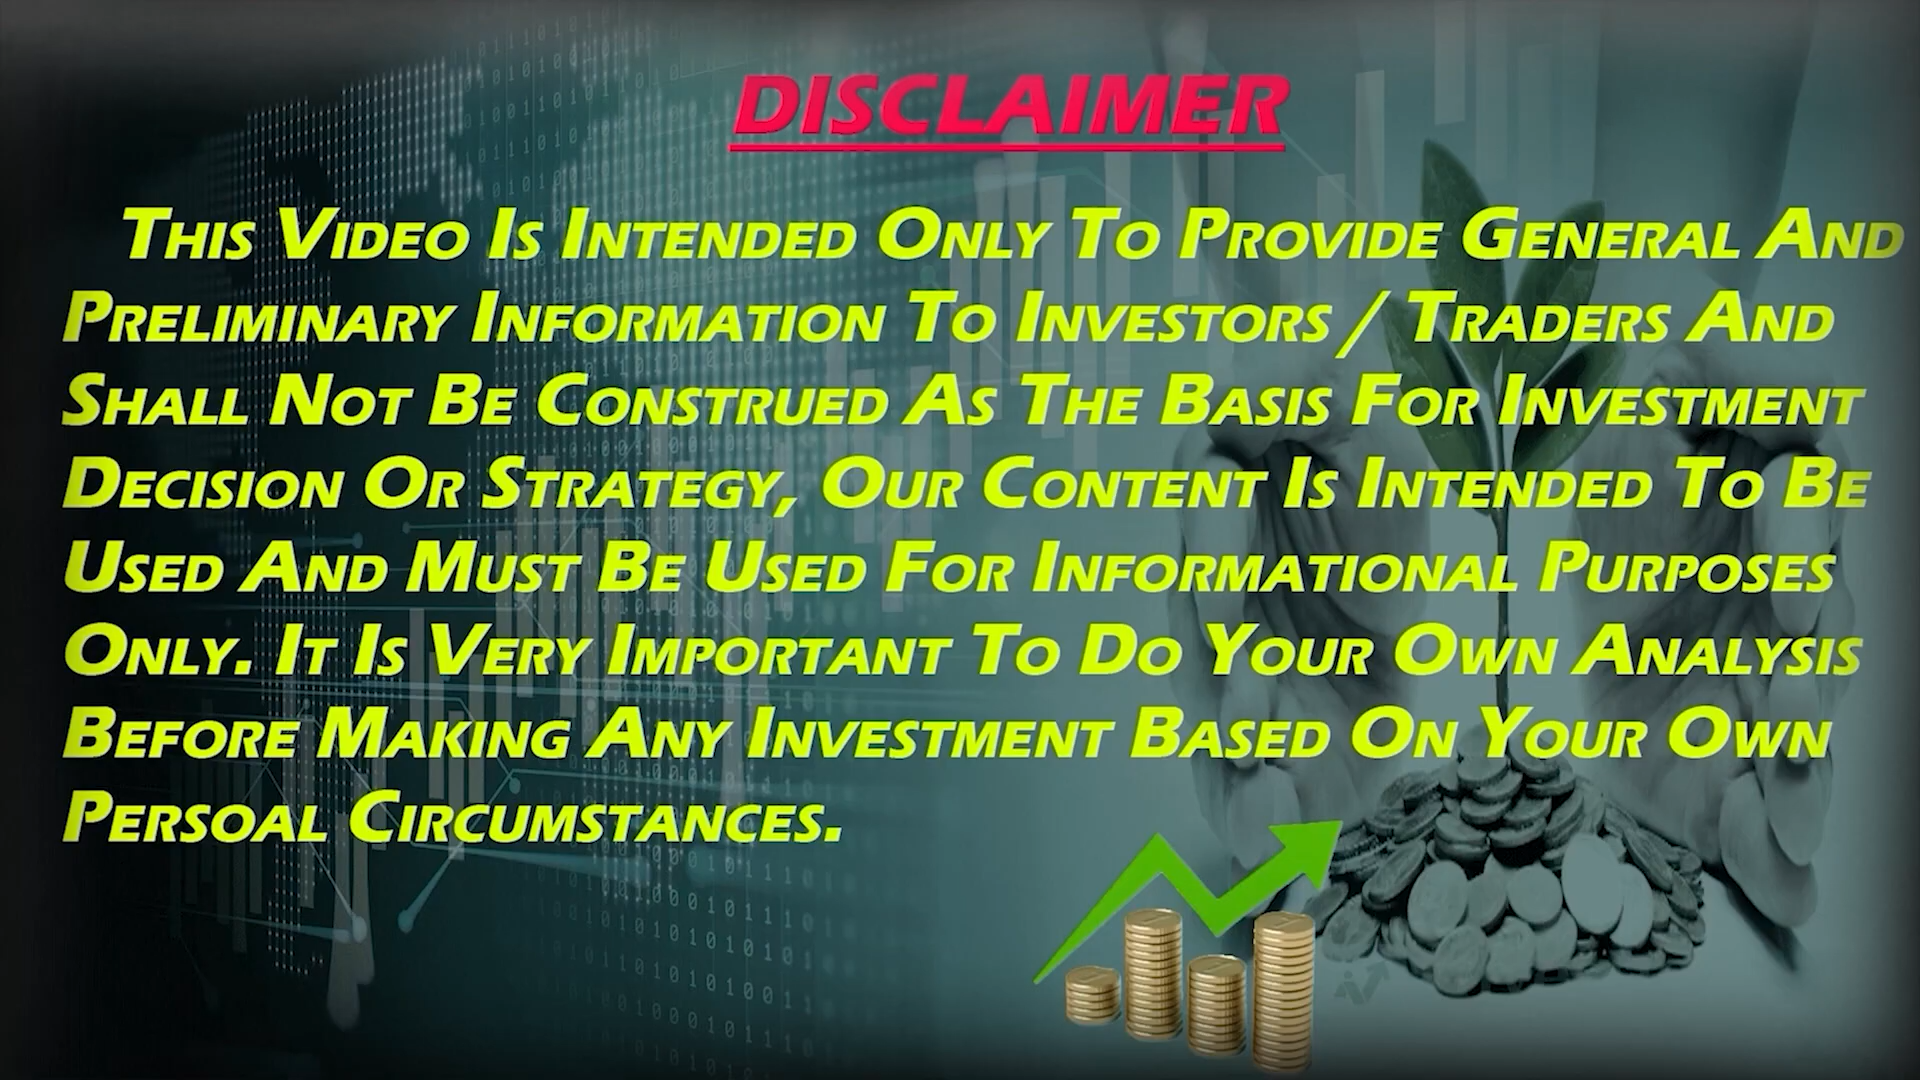 DISCLAIMER
This Video Is Intended Only To Provide General And
Preliminary Information To Investors / Traders And
Shall Not Be Construed As The Basis For Investment
Decision Or Strategy, Our Content Is Intended To Be
Used And Must Be Used For Informational Purposes
Only. It Is Very Important To Do Your Own Analysis
Before Making Any Investment Based On Your Own
Persoal Circumstances.